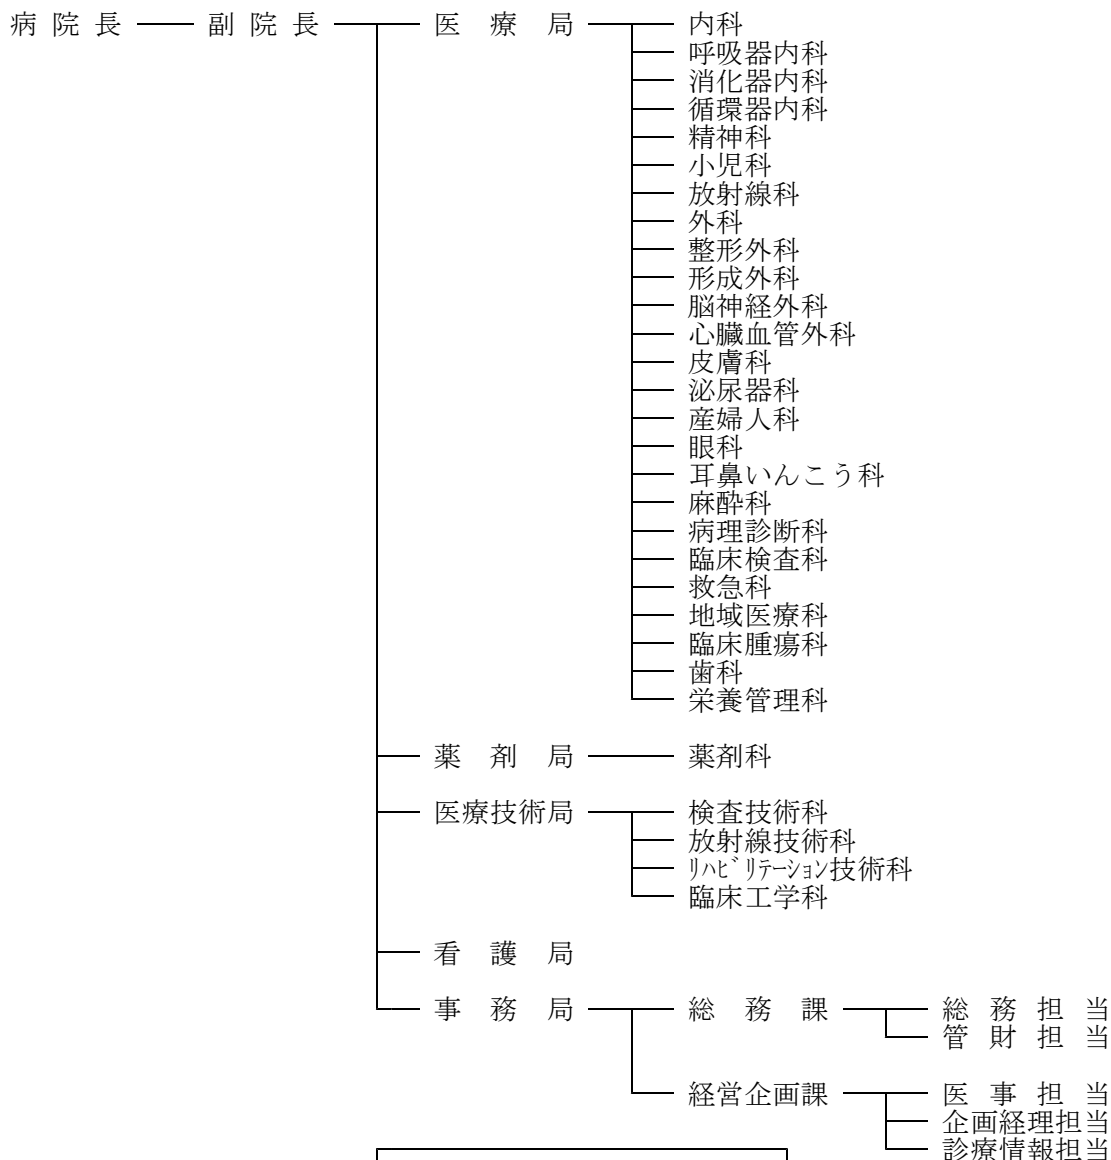 病院長 副院長 医療局 内科
呼吸器内科
消化器内科
循環器内科
精神科
小児科
放射線科
外科
整形外科
形成外科
脳神経外科
心臓血管外科
皮膚科
泌尿器科
産婦人科
眼科
耳鼻いんこう科
麻酔科
病理診断科
臨床検査科
救急科
地域医療科
臨床腫瘍科
歯科
栄養管理科
薬剤局 薬剤科
医療技術局 検査技術科
放射線技術科
ﾘﾊﾋﾞﾘﾃｰｼｮﾝ技術科
臨床工学科
看護局
事務局 総務課 総務担当
管財担当
経営企画課 医事担当
企画経理担当
診療情報担当